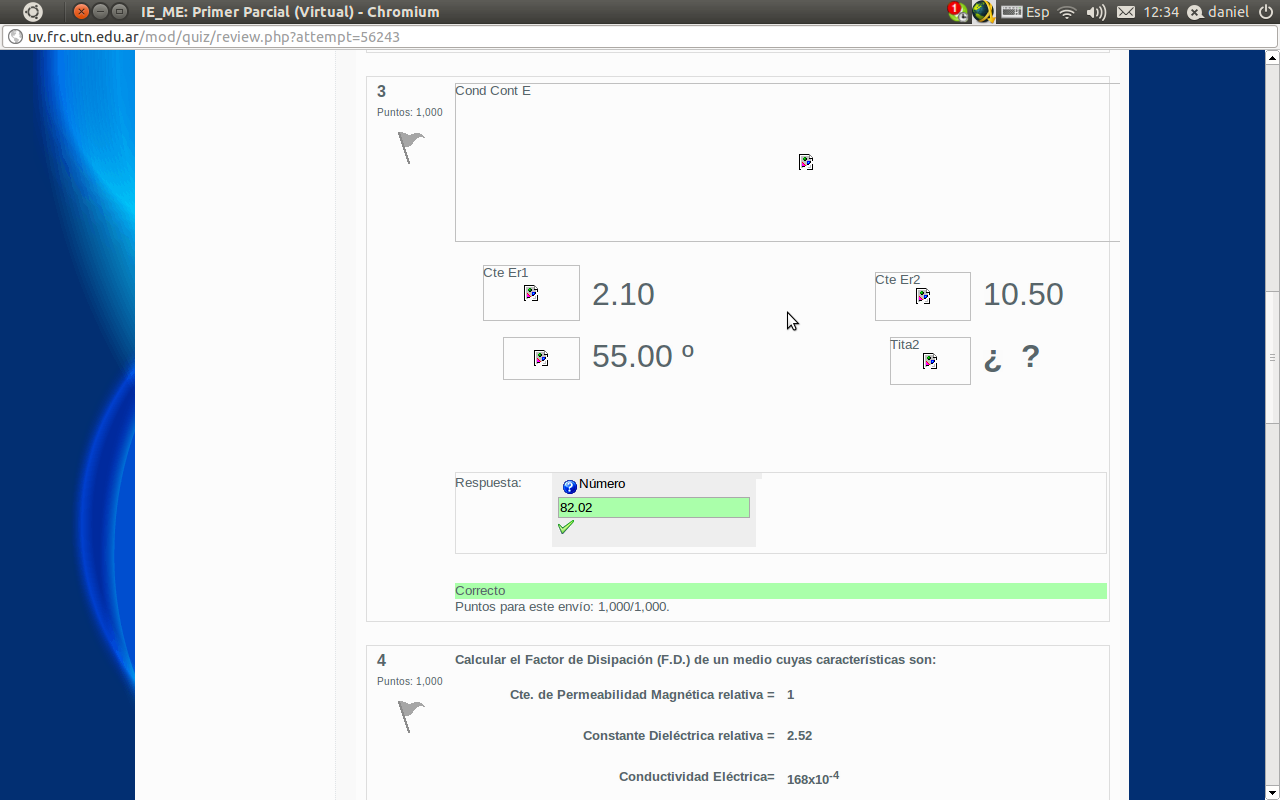 IE_ME: Primer Parcial (Virtual) - Chromium
1
Esp
12:34
daniel
uv.frc.utn.edu.ar/mod/quiz/review.php?attempt=56243
3
Puntos: 1,000
Cond Cont E
Cte Er1
2.10
Cte Er2
10.50
55.00 º
Tita2
¿ ?
Respuesta:
Número
82.02
Correcto
Puntos para este envío: 1,000/1,000.
4
Puntos: 1,000
Calcular el Factor de Disipación (F.D.) de un medio cuyas características son:
Cte. de Permeabilidad Magnética relativa = 1
Constante Dieléctrica relativa = 2.52
Conductividad Eléctrica= 168x10-4